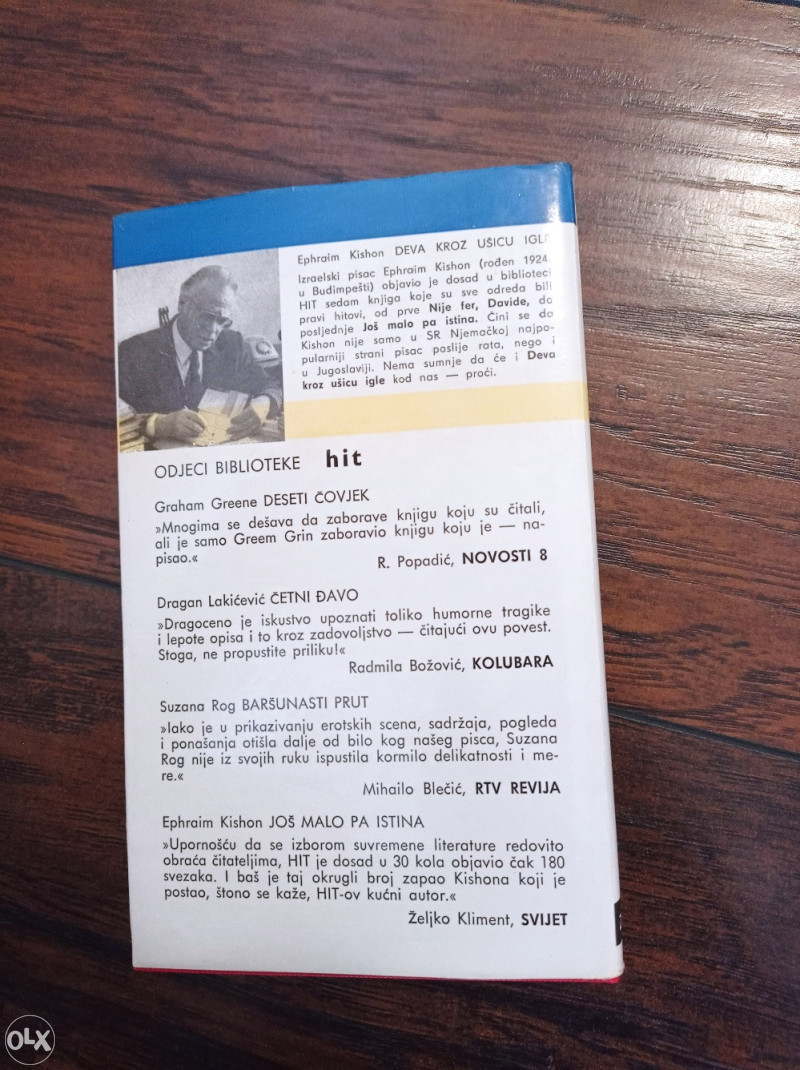 Ephraim Kishon DEVA KROZ UŠICU IGLE
Izraelski pisac Ephraim Kishon (rođen 1924.
u Budimpešti) objavio je dosad u biblioteci
HIT sedam knjiga koje su sve odreda bili
pravi hitovi, od prve Nije fer, Davide, do
posljednje Još malo pa istina. Čini se da
Kishon nije samo u SR Njemačkoj najpo-
pularniji strani pisac poslije rata, nego i
u Jugoslaviji. Nema sumnje da će i Deva
kroz ušicu igle kod nas — proći.
ODJECI BIBLIOTEKE hit
Graham Greene DESETI ČOVJEK
»Mnogima se dešava da zaborave knjigu koju su čitali,
ali je samo Greem Grin zaboravio knjigu koju je — na-
pisao.«
R. Popadić, NOVOSTI 8
Dragan Lakićević ČETNI ĐAVO
»Dragoceno je iskustvo upoznati toliko humorne tragike
i lepote opisa i to kroz zadovoljstvo — čitajući ovu povest.
Stoga, ne propustite priliku!«
Radmila Božović, KOLUBARA
Suzana Rog BARŠUNASTI PRUT
»Iako je u prikazivanju erotskih scena, sadržaja, pogleda
i ponašanja otišla dalje od bilo kog našeg pisca, Suzana
Rog nije iz svojih ruku ispustila kormilo delikatnosti i me-
re.«
Mihailo Blečić, RTV REVIJA
Ephraim Kishon JOŠ MALO PA ISTINA
»Upornošću da se izborom suvremene literature redovito
obraća čitateljima, HIT je dosad u 30 kola objavio čak 180
svezaka. I baš je taj okrugli broj zapao Kishona koji je
postao, štono se kaže, HIT-ov kućni autor.«
Željko Kliment, SVIJET
OLX